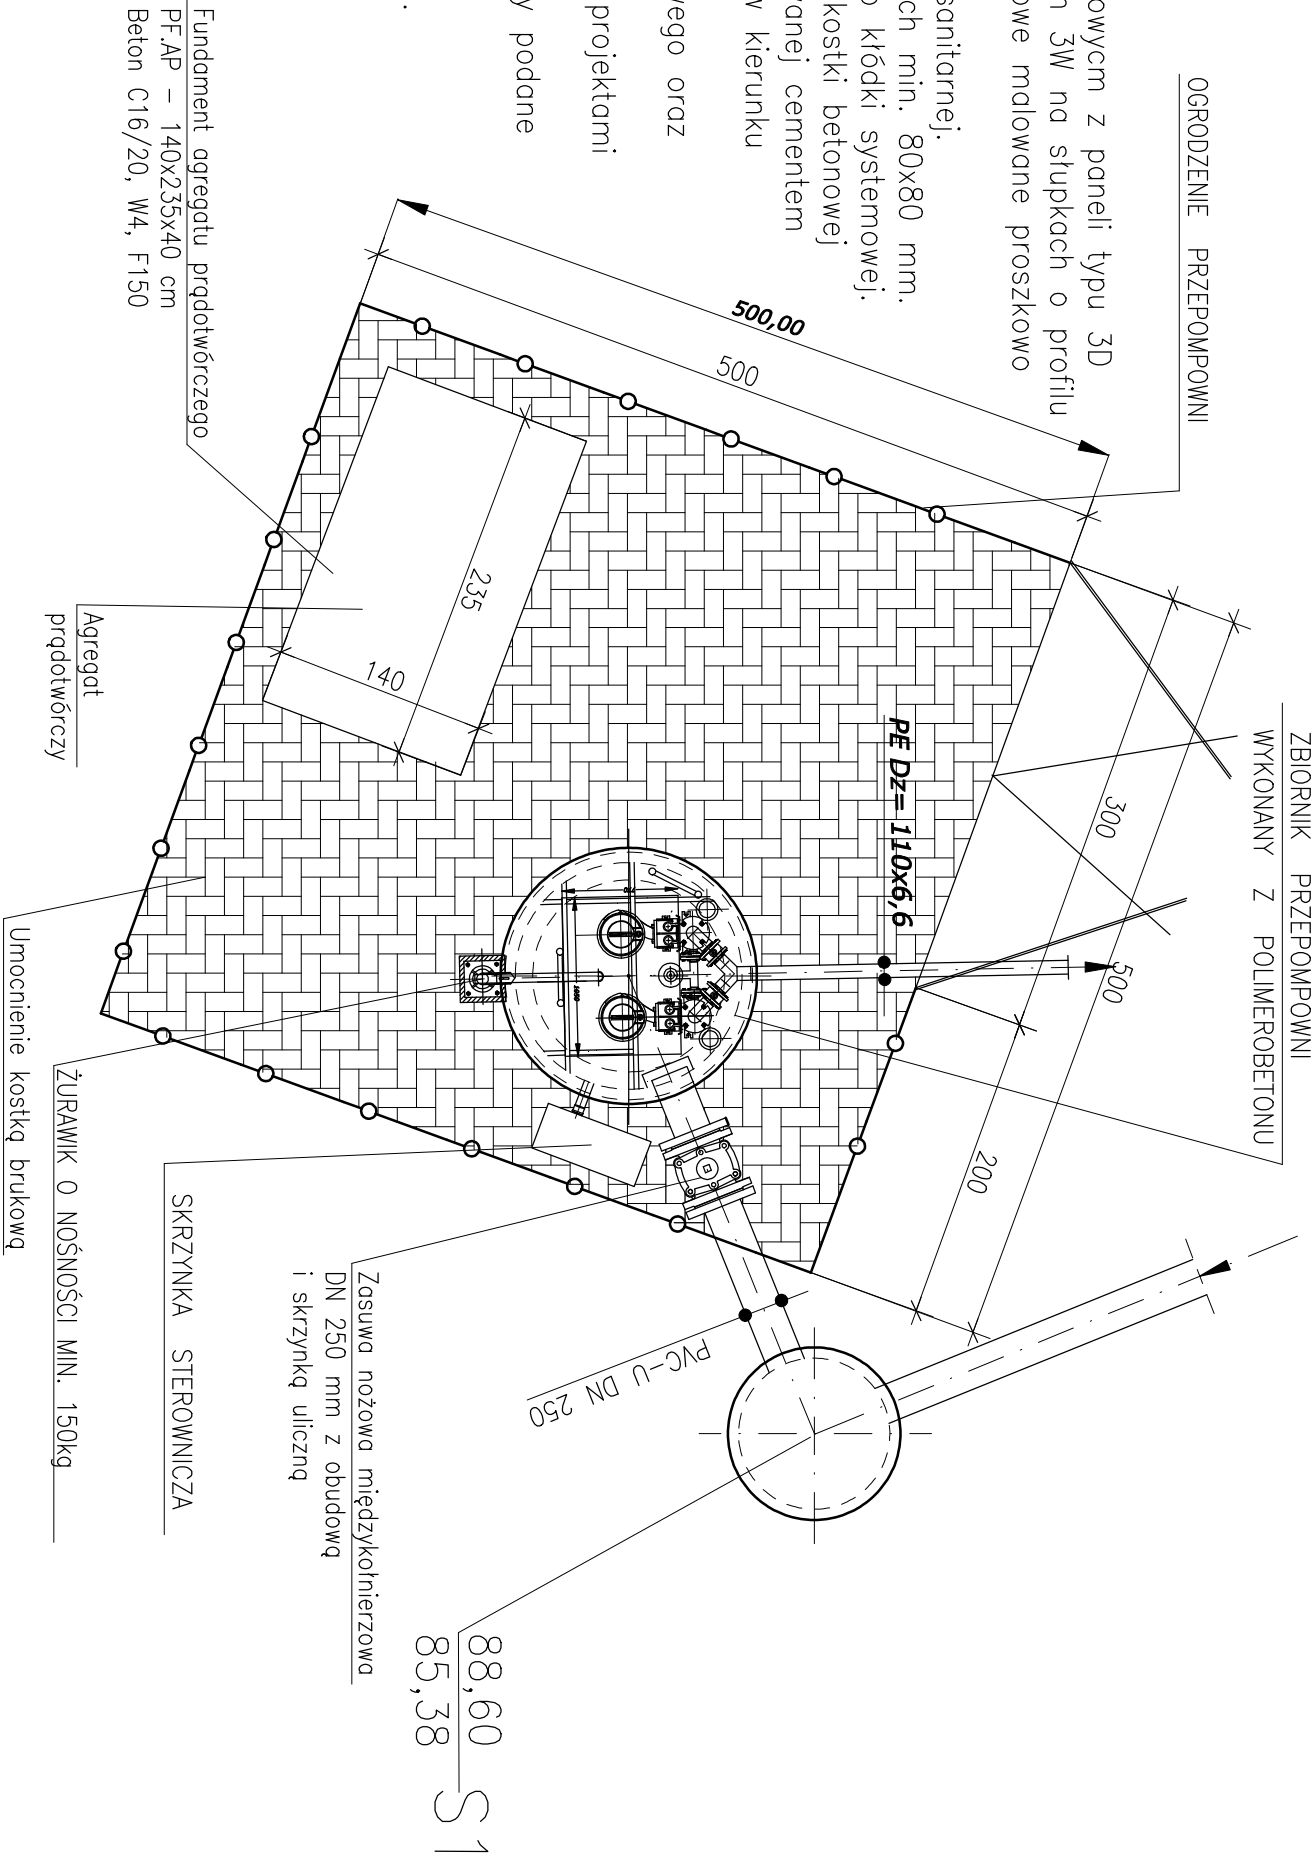 OGRODZENIE PRZEPOMPOWNI
ZBIORNIK PRZEPOMPOWNI
WYKONANY Z POLIMEROBETONU
owycm z paneli typu 3D
3W na słupkach o profilu
owe malowane proszkowo
sanitarnej.
ch min. 80x80 mm.
o kłódki systemowej.
kostki betonowej
wanej cementem
w kierunku
wego oraz
projektami
y podane
.
500,00
500
300
500
200
PE Dz= 110x6,6
235
140
1600
Fundament agregatu prądotwórczego
PF.AP - 140x235x40 cm
Beton C16/20, W4, F150
Agregat
prądotwórczy
PVC-U DN 250
Zasuwa nożowa międzykołnierzowa
DN 250 mm z obudową
i skrzynką uliczną
SKRZYNKA STEROWNICZA
ŻURAWIK O NOŚNOŚCI MIN. 150kg
Umocnienie kostką brukową
88,60
85,38
S1